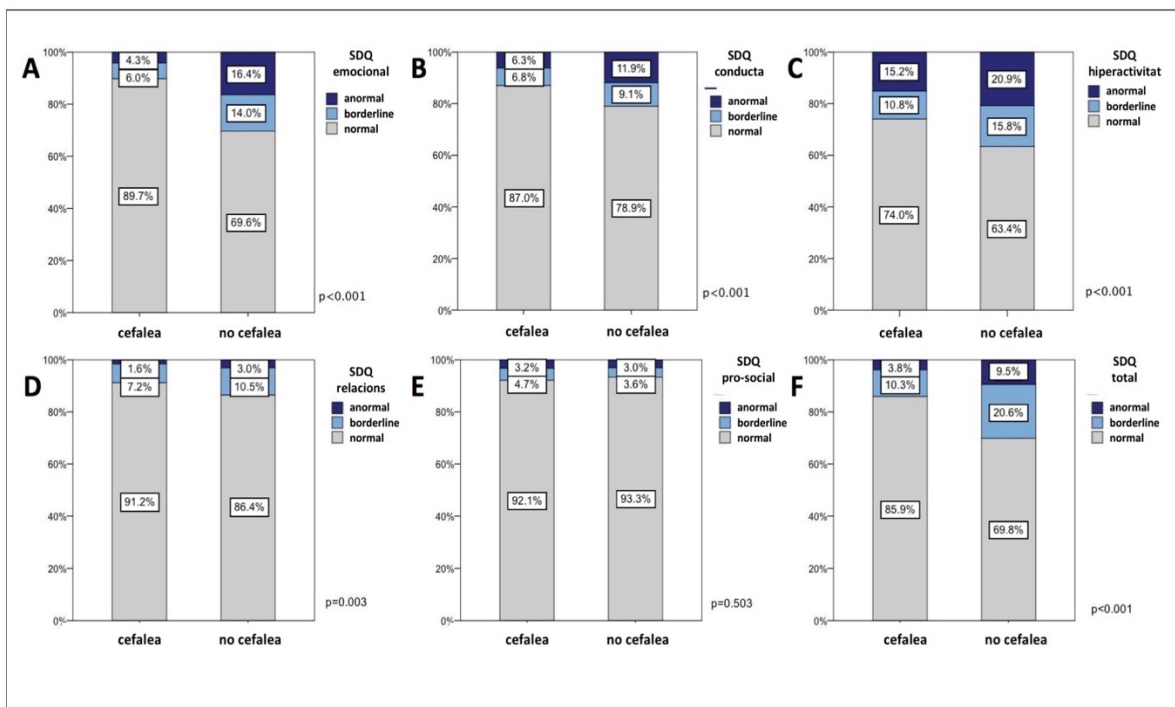 A
SDQ
emocional
anormal
borderline
normal
100%
80%
60%
40%
20%
0%
4.3%
6.0%
89.7%
16.4%
14.0%
69.6%
p<0.001
cefalea
no cefalea
B
SDQ
conducta
anormal
borderline
normal
100%
80%
60%
40%
20%
0%
6.3%
6.8%
87.0%
11.9%
9.1%
78.9%
p<0.001
cefalea
no cefalea
C
SDQ
hiperactivitat
anormal
borderline
normal
100%
80%
60%
40%
20%
0%
15.2%
10.8%
74.0%
20.9%
15.8%
63.4%
p<0.001
cefalea
no cefalea
D
SDQ
relacions
anormal
borderline
normal
100%
80%
60%
40%
20%
0%
1.6%
7.2%
91.2%
3.0%
10.5%
86.4%
p=0.003
cefalea
no cefalea
E
SDQ
pro-social
anormal
borderline
normal
100%
80%
60%
40%
20%
0%
3.2%
4.7%
92.1%
3.0%
3.6%
93.3%
p=0.503
cefalea
no cefalea
F
SDQ
total
anormal
borderline
normal
100%
80%
60%
40%
20%
0%
3.8%
10.3%
85.9%
9.5%
20.6%
69.8%
p<0.001
cefalea
no cefalea